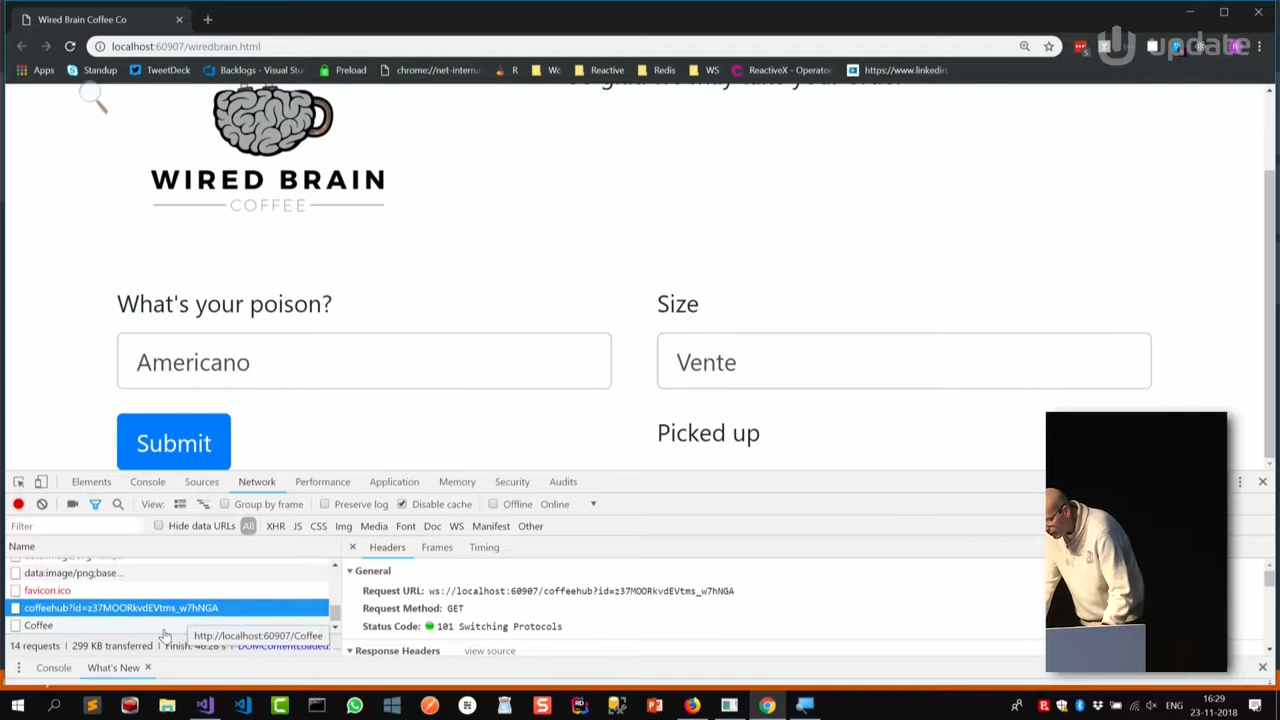 Wired Brain Coffee Co
localhost:60907/wiredbrain.html
update
Apps
Standup
TweetDeck
Backlogs - Visual Stu
Preload
chrome://net-interna
R
Wc
Reactive
Redis
WS
ReactiveX - Operator
https://www.linkedin
WIRED BRAIN
COFFEE
What's your poison?
Size
Americano
Vente
Submit
Picked up
Elements
Console
Sources
Network
Performance
Application
Memory
Security
Audits
View:
Group by frame
Preserve log
Disable cache
Offline
Online
Filter
Hide data URLs
All
XHR
JS
CSS
Img
Media
Font
Doc
WS
Manifest
Other
Name
Headers
Frames
Timing
data:image/png;base...
favicon.ico
coffeehub?id=z37MOORkvdEVtms_w7hNGA
Coffee
http://localhost:60907/Coffee
General
Request URL: ws://localhost:60907/coffeehub?id=z37MOORkvdEVtms_w7hNGA
Request Method: GET
Status Code: 101 Switching Protocols
Response Headers
view source
14 requests
299 KB transferred
Console
What's New
ENG
16:29
23-11-2018